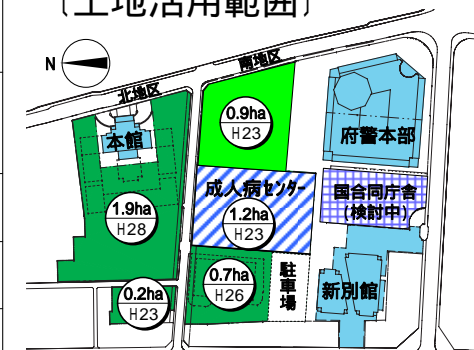 〔土地活用範囲〕
N
北地区
南地区
本館
0.9ha
H23
府警本部
成人病センター
1.2ha
H23
国合同庁舎
(検討中)
1.9ha
H28
0.2ha
H23
0.7ha
H26
駐車場
新別館